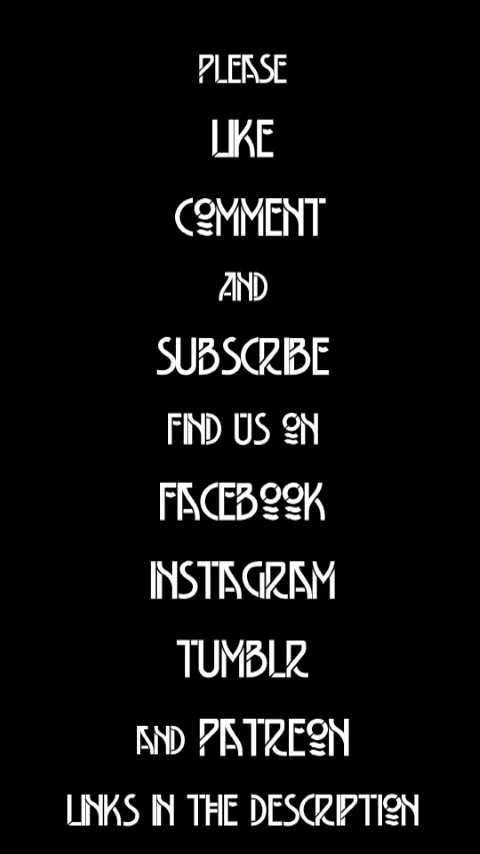 PLEASE
LIKE
COMMENT
AND
SUBSCRIBE
FIND US ON
FACEBOOK
INSTAGRAM
TUMBLR
AND PATREON
LINKS IN THE DESCRIPTION